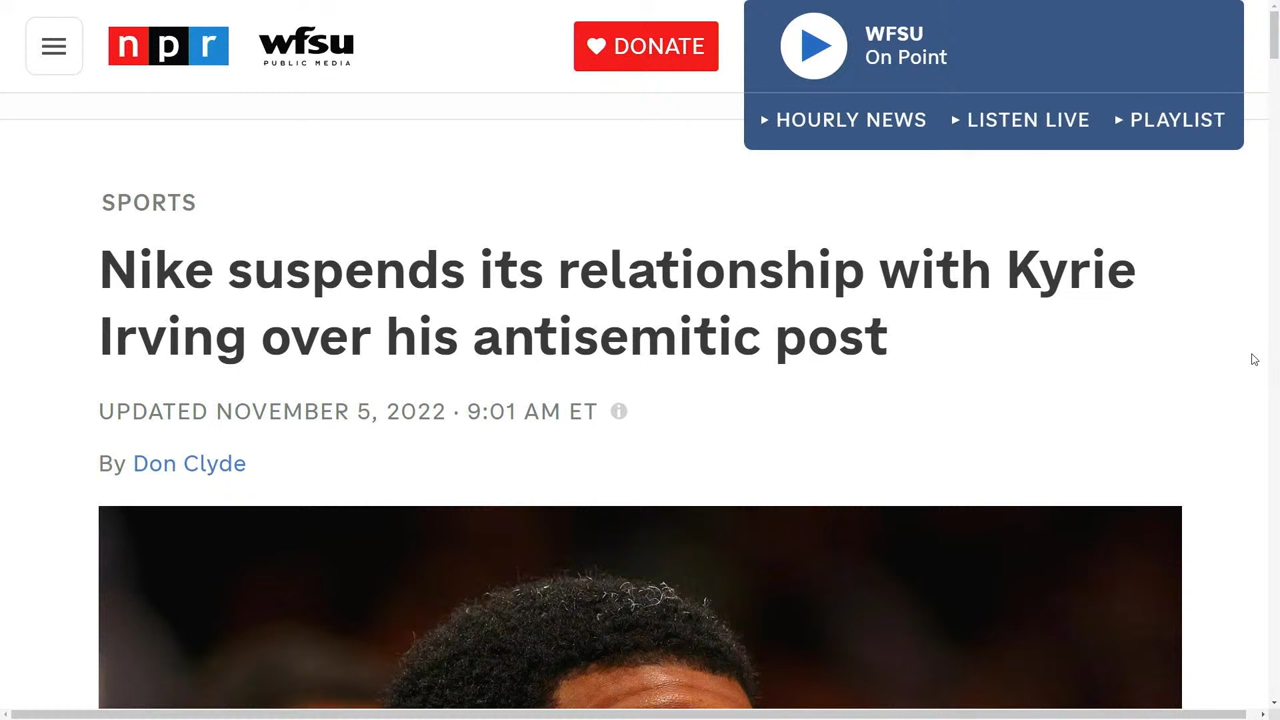 npr wfsu
PUBLIC MEDIA
DONATE
WFSU
On Point
HOURLY NEWS LISTEN LIVE PLAYLIST
SPORTS
Nike suspends its relationship with Kyrie
Irving over his antisemitic post
UPDATED NOVEMBER 5, 2022 · 9:01 AM ET
By Don Clyde